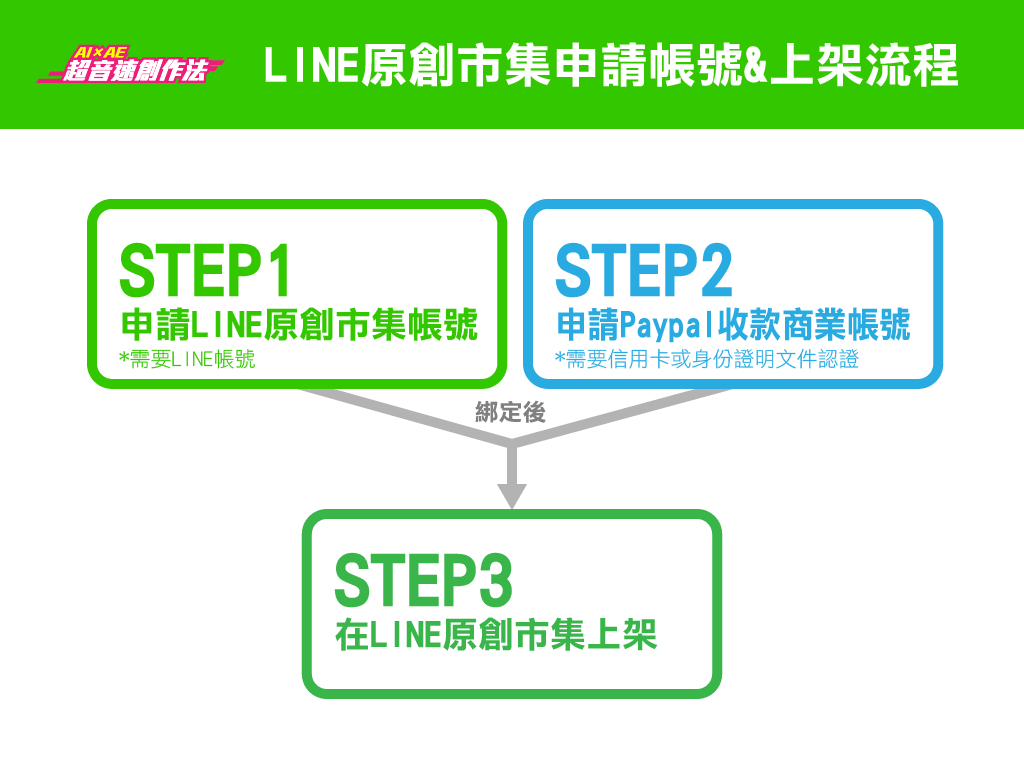 AI×AE
超音速創作法
LINE原創市集申請帳號&上架流程
STEP1
申請LINE原創市集帳號
*需要LINE帳號
STEP2
申請Paypal收款商業帳號
*需要信用卡或身份證明文件認證
綁定後
STEP3
在LINE原創市集上架